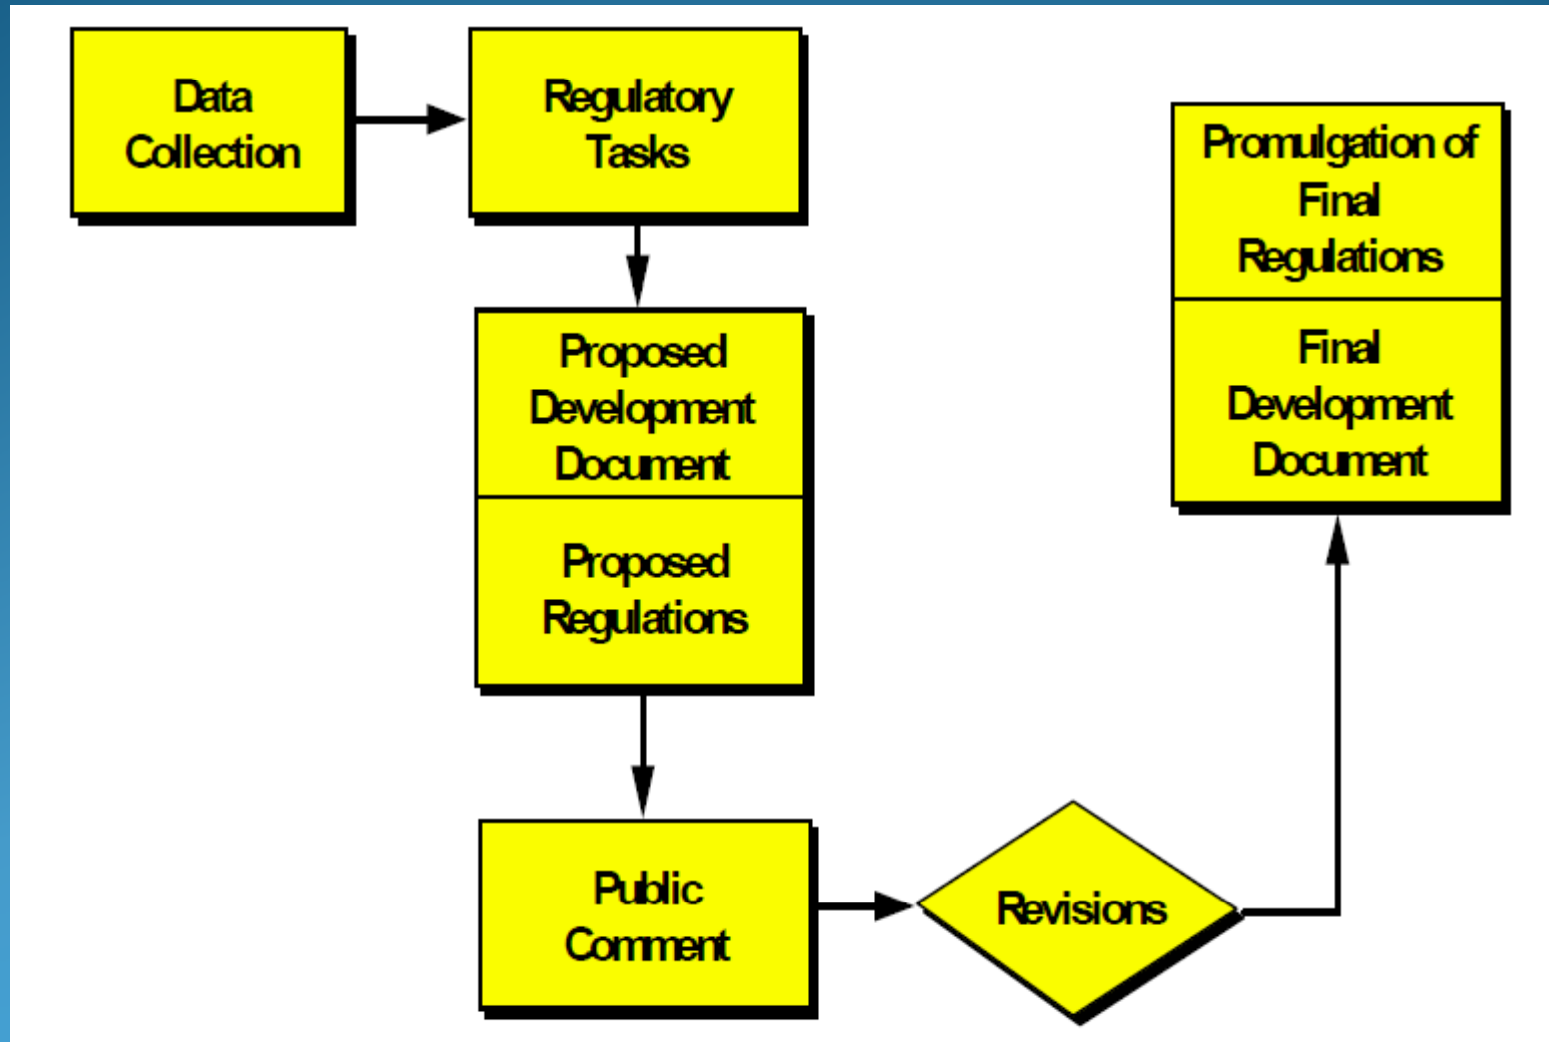 Data
Collection
Regulatory
Tasks
Proposed
Development
Document
Proposed
Regulations
Public
Comment
Revisions
Promulgation of
Final
Regulations
Final
Development
Document